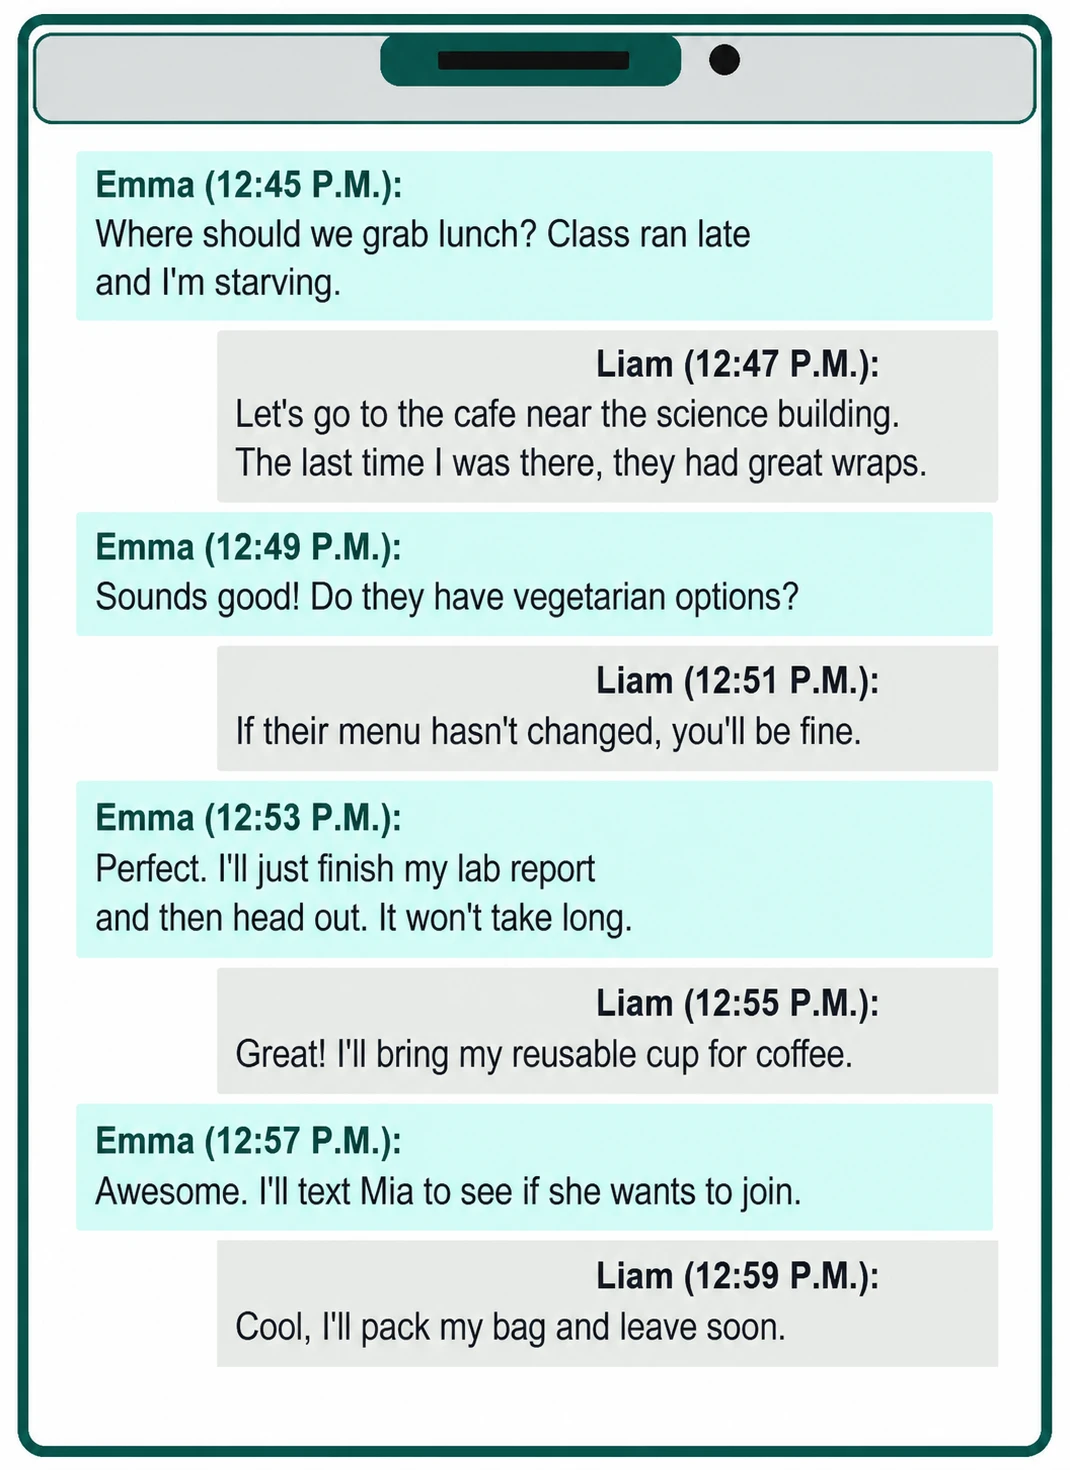 Emma (12:45 P.M.):
Where should we grab lunch? Class ran late
and I'm starving.
Liam (12:47 P.M.):
Let's go to the cafe near the science building.
The last time I was there, they had great wraps.
Emma (12:49 P.M.):
Sounds good! Do they have vegetarian options?
Liam (12:51 P.M.):
If their menu hasn't changed, you'll be fine.
Emma (12:53 P.M.):
Perfect. I'll just finish my lab report
and then head out. It won't take long.
Liam (12:55 P.M.):
Great! I'll bring my reusable cup for coffee.
Emma (12:57 P.M.):
Awesome. I'll text Mia to see if she wants to join.
Liam (12:59 P.M.):
Cool, I'll pack my bag and leave soon.